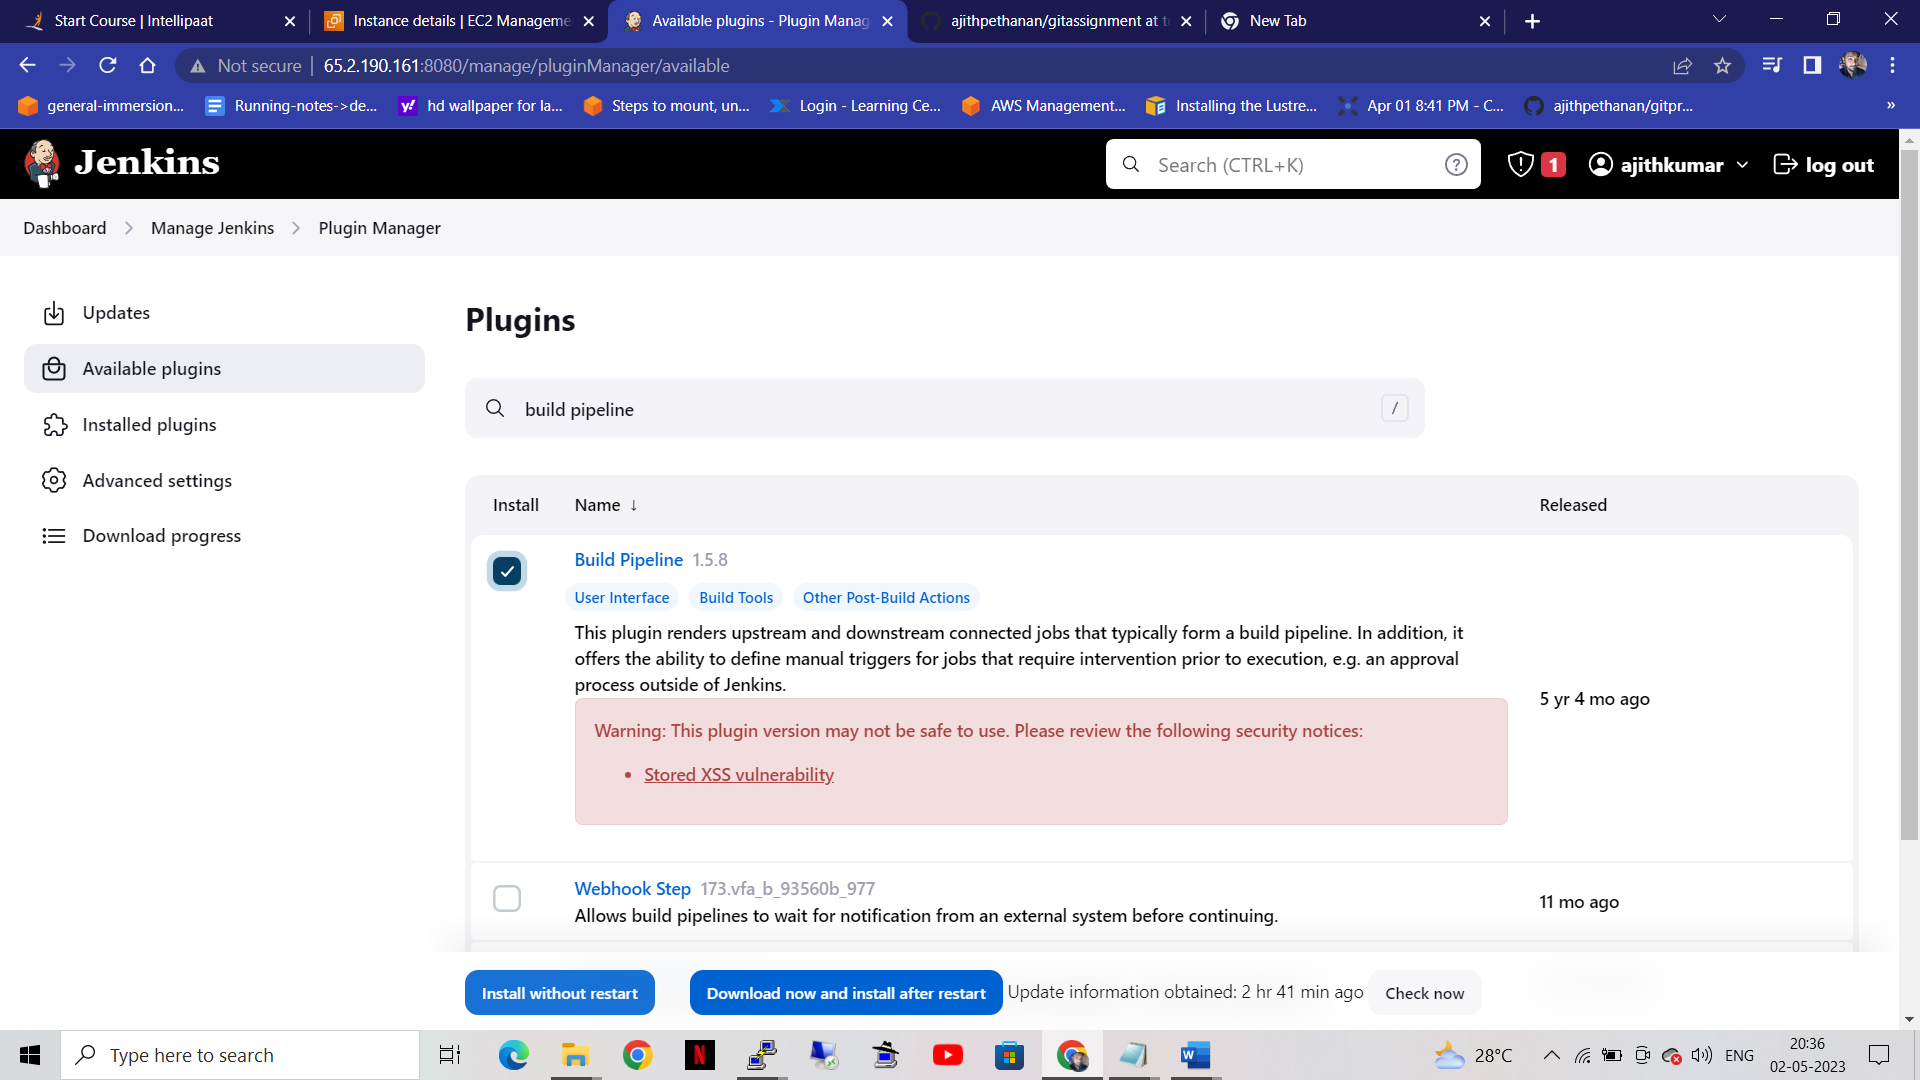 Start Course | Intellipaat
Instance details | EC2 Manageme
Available plugins - Plugin Manag
ajithpethanan/gitassignment at te
New Tab
Not secure
65.2.190.161:8080/manage/pluginManager/available
general-immersion...
Running-notes->de...
hd wallpaper for la...
Steps to mount, un...
Login - Learning Ce...
AWS Management...
Installing the Lustre...
Apr 01 8:41 PM - C...
ajithpethanan/gitpr...
»
Jenkins
Search (CTRL+K)
1
ajithkumar
log out
Dashboard
Manage Jenkins
Plugin Manager
Updates
Available plugins
Installed plugins
Advanced settings
Download progress
Plugins
build pipeline
/
Install
Name ↓
Released
Build Pipeline 1.5.8
User Interface
Build Tools
Other Post-Build Actions
This plugin renders upstream and downstream connected jobs that typically form a build pipeline. In addition, it
offers the ability to define manual triggers for jobs that require intervention prior to execution, e.g. an approval
process outside of Jenkins.
5 yr 4 mo ago
Warning: This plugin version may not be safe to use. Please review the following security notices:
• Stored XSS vulnerability
Webhook Step 173.vfa_b_93560b_977
Allows build pipelines to wait for notification from an external system before continuing.
11 mo ago
Install without restart
Download now and install after restart
Update information obtained: 2 hr 41 min ago
Check now
Type here to search
28°C
ENG
20:36
02-05-2023